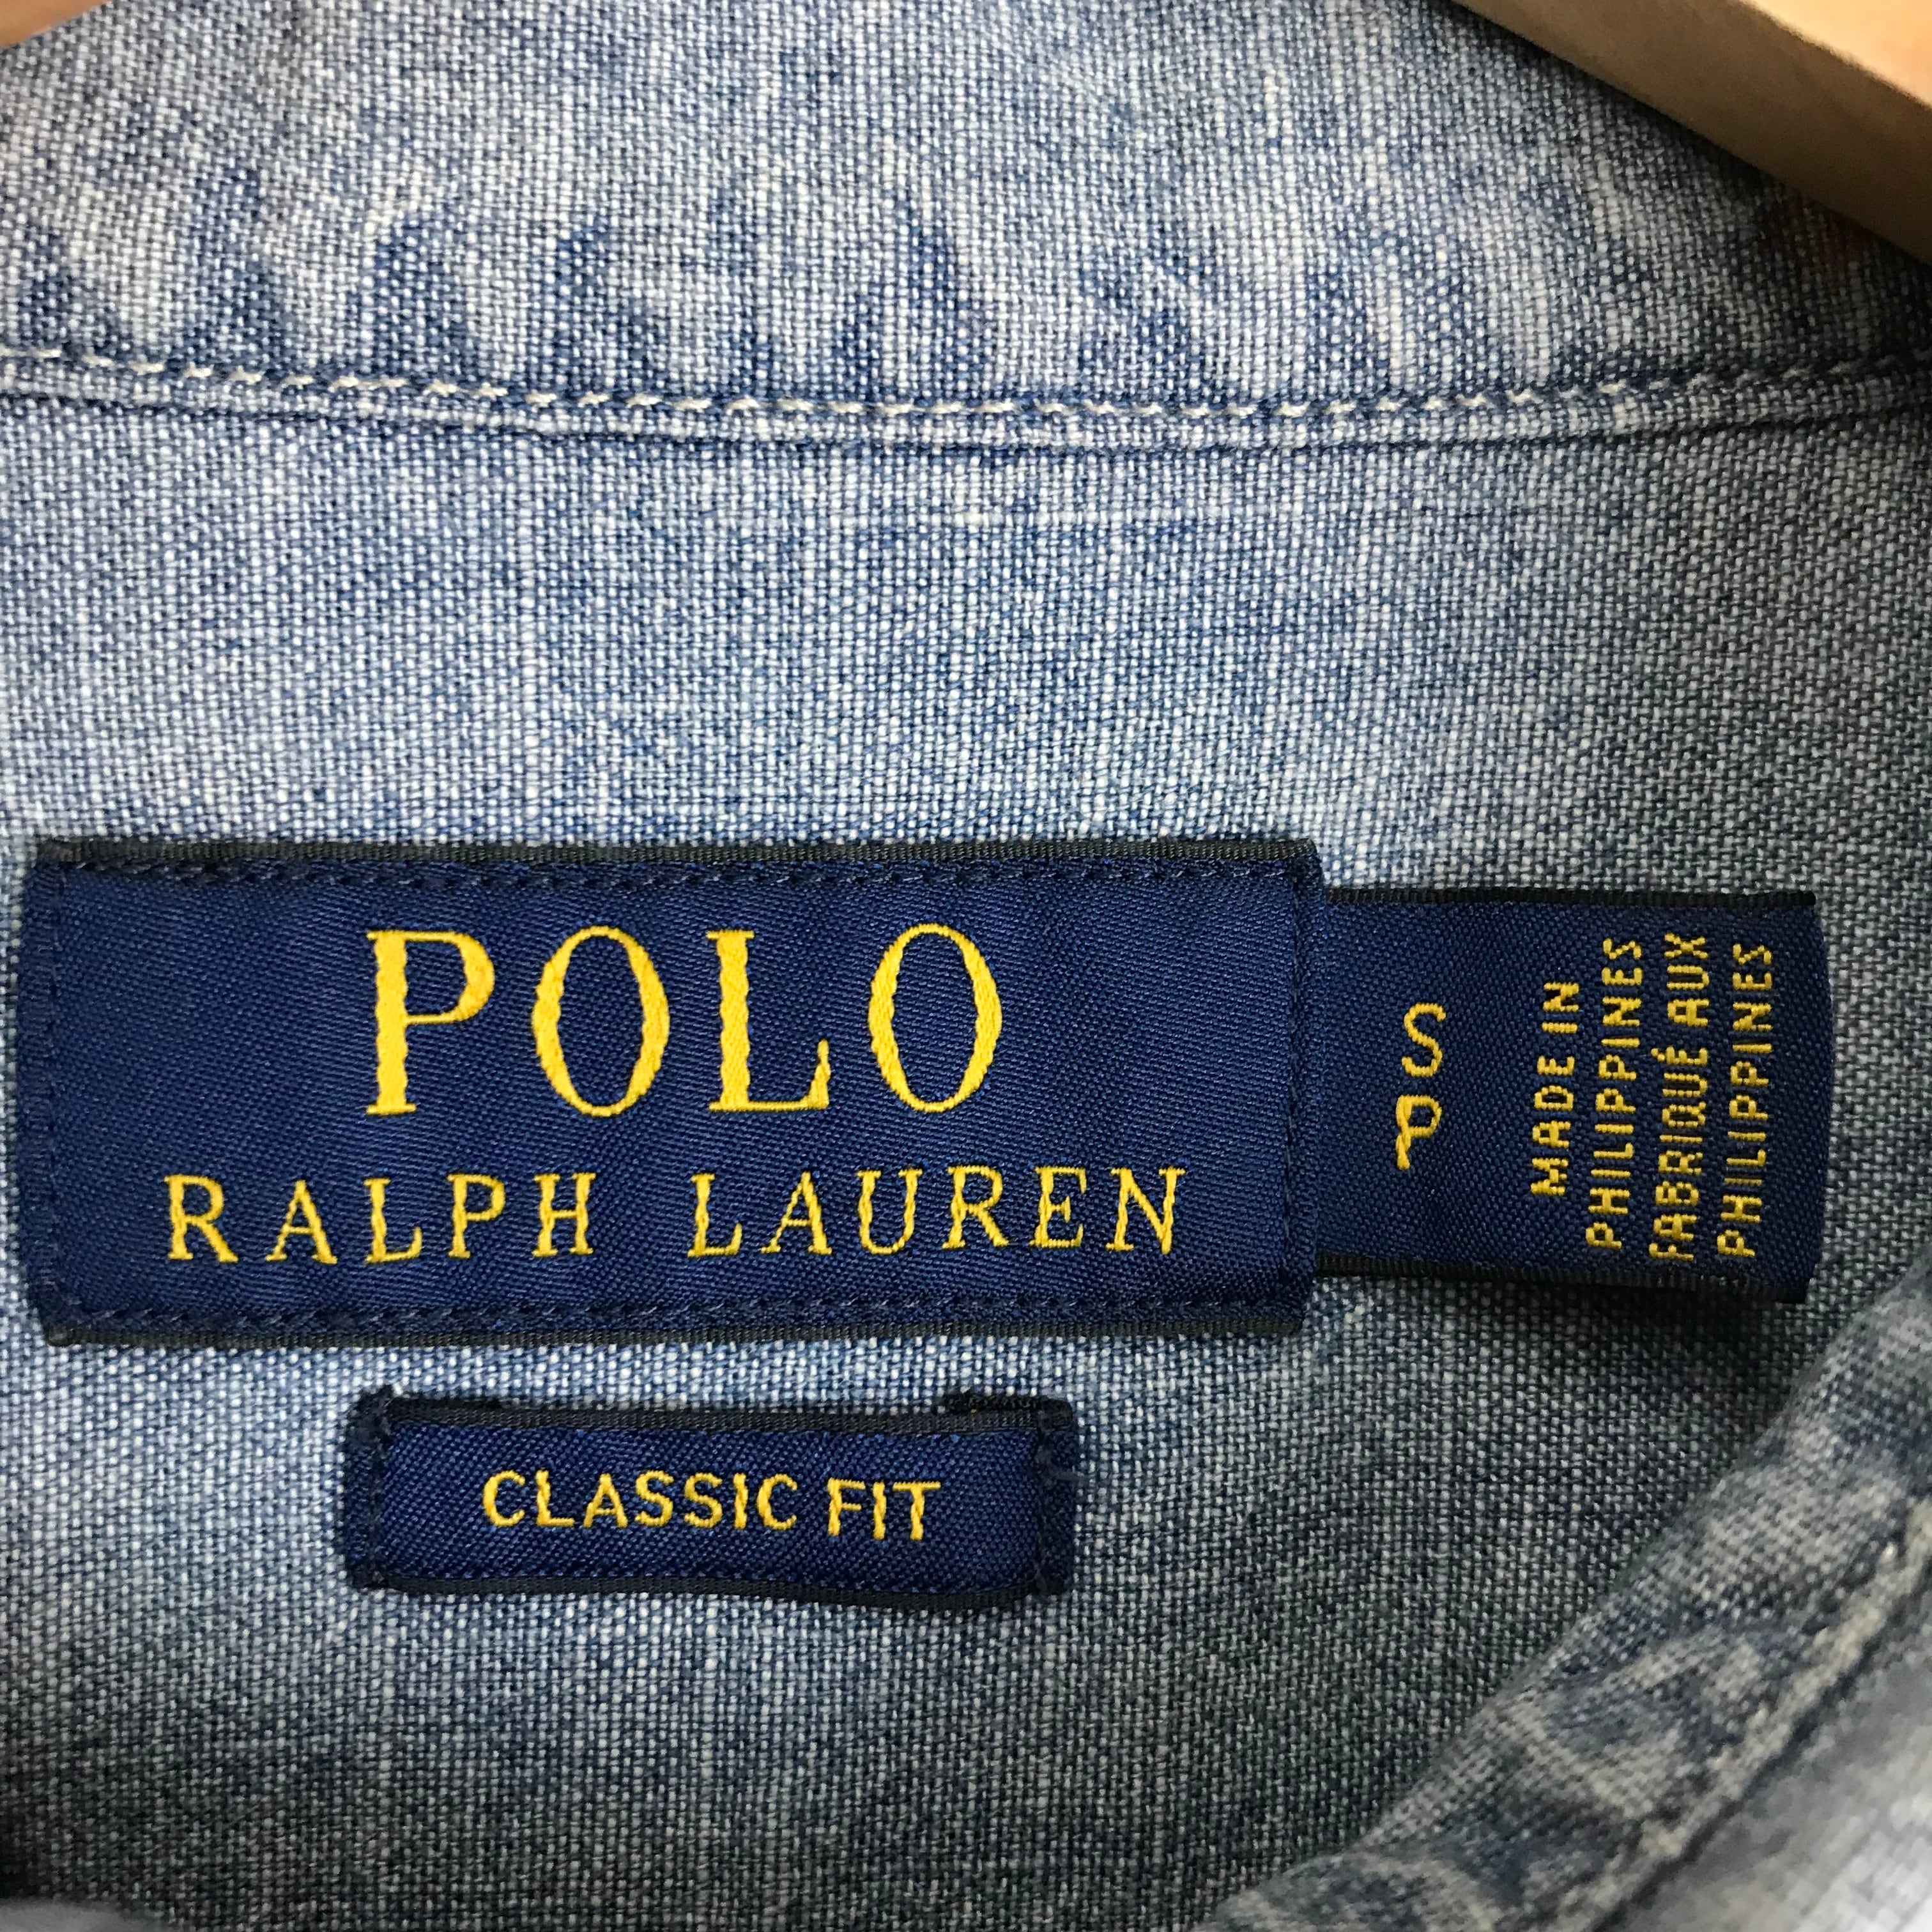 POLO
RALPH LAUREN
S
P
MADE IN
PHILIPPINES
FABRIQUÉ AUX
PHILIPPINES
CLASSIC FIT